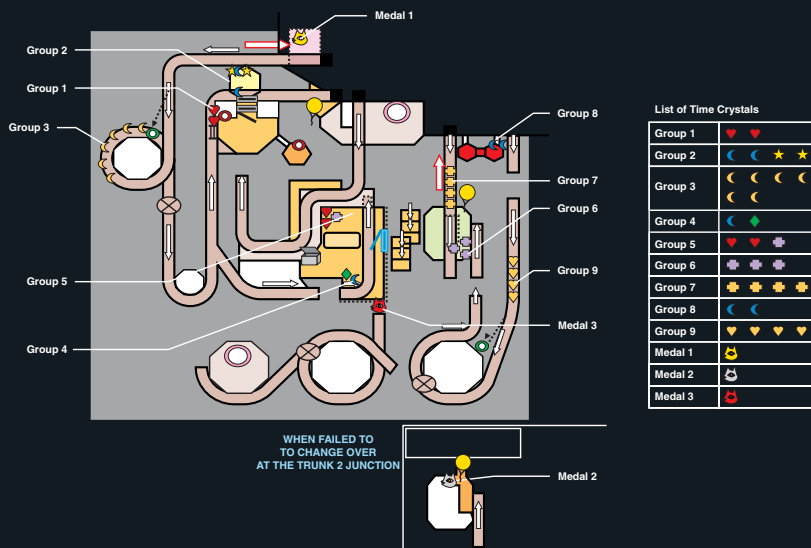 Medal 1
Group 2
Group 1
Group 3
Group 8
Group 7
Group 6
Group 5
Group 9
Group 4
Medal 3
WHEN FAILED TO
TO CHANGE OVER
AT THE TRUNK 2 JUNCTION
Medal 2
List of Time Crystals
Group 1
Group 2
Group 3
Group 4
Group 5
Group 6
Group 7
Group 8
Group 9
Medal 1
Medal 2
Medal 3